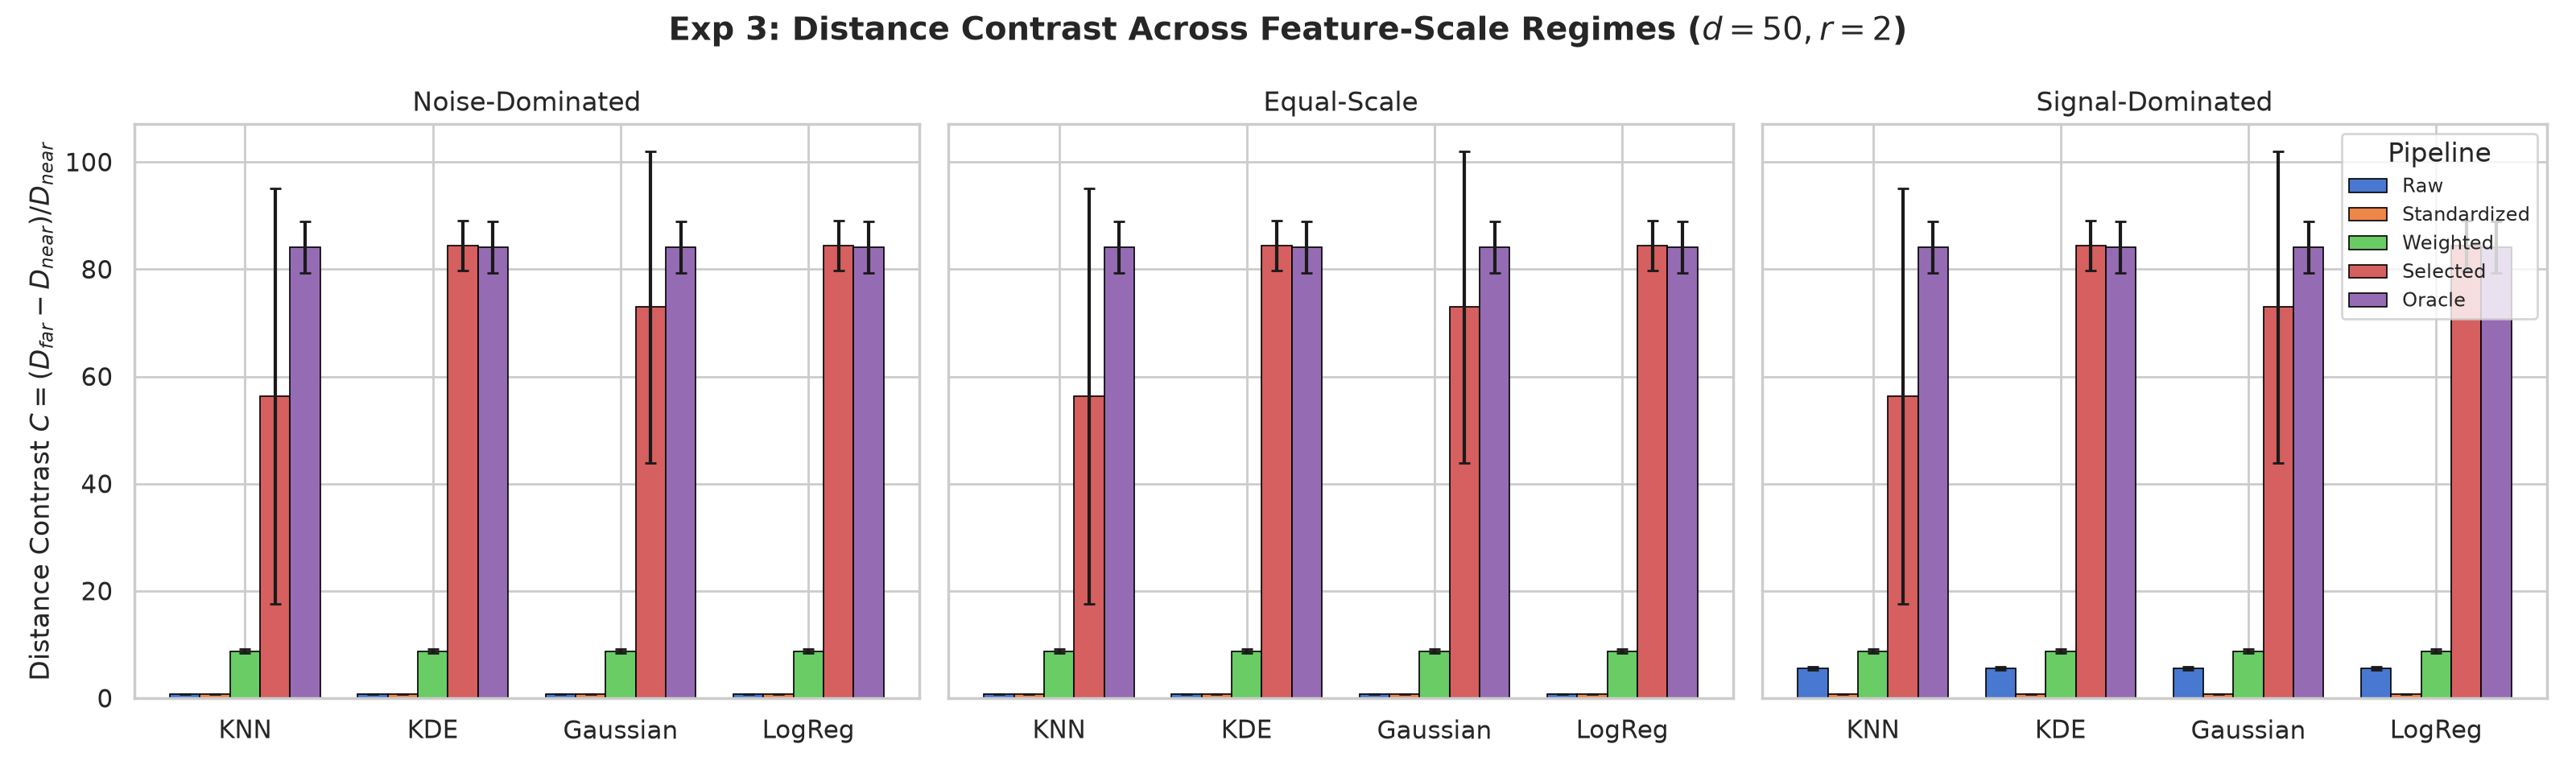 Exp 3: Distance Contrast Across Feature-Scale Regimes (d = 50, r = 2)
Noise-Dominated
Equal-Scale
Signal-Dominated
Distance Contrast C = (D_far − D_near)/D_near
100
80
60
40
20
0
Pipeline
Raw
Standardized
Weighted
Selected
Oracle
KNN KDE Gaussian LogReg
KNN KDE Gaussian LogReg
KNN KDE Gaussian LogReg